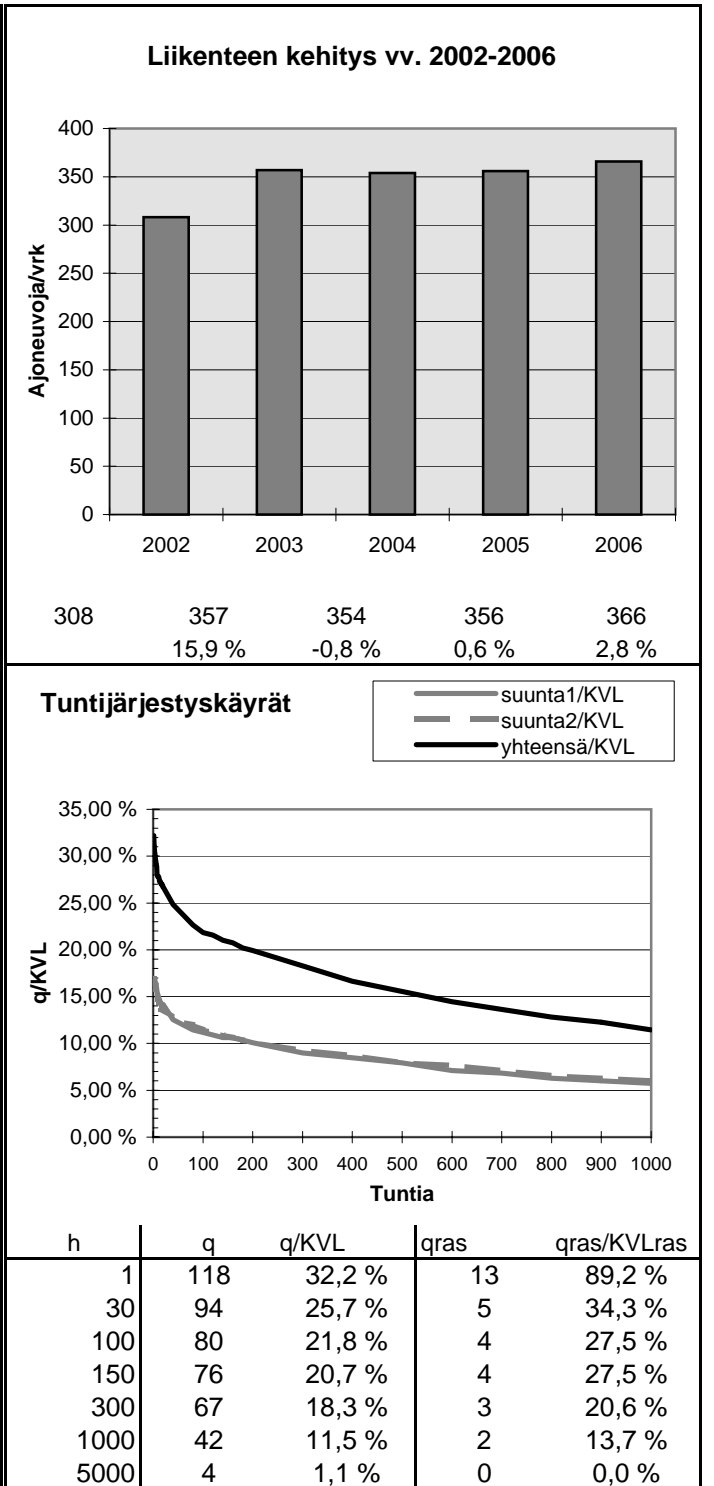 Liikenteen kehitys vv. 2002-2006
Ajoneuvoja/vrk
400
350
300
250
200
150
100
50
0
2002 2003 2004 2005 2006
308 357 354 356 366
15,9 % -0,8 % 0,6 % 2,8 %
Tuntijärjestyskäyrät
suunta1/KVL
suunta2/KVL
yhteensä/KVL
q/KVL
35,00 %
30,00 %
25,00 %
20,00 %
15,00 %
10,00 %
5,00 %
0,00 %
0 100 200 300 400 500 600 700 800 900 1000
Tuntia
h q q/KVL qras qras/KVLras
1 118 32,2 % 13 89,2 %
30 94 25,7 % 5 34,3 %
100 80 21,8 % 4 27,5 %
150 76 20,7 % 4 27,5 %
300 67 18,3 % 3 20,6 %
1000 42 11,5 % 2 13,7 %
5000 4 1,1 % 0 0,0 %